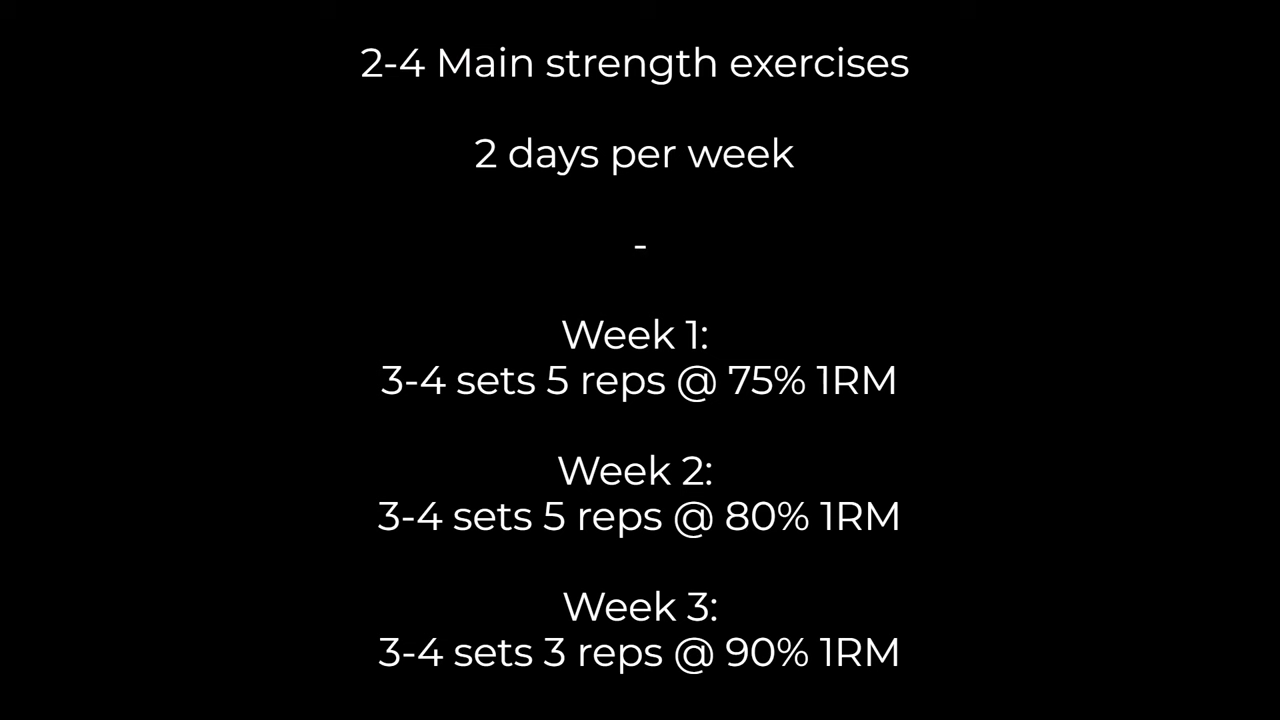 2-4 Main strength exercises
2 days per week
-
Week 1:
3-4 sets 5 reps @ 75% 1RM
Week 2:
3-4 sets 5 reps @ 80% 1RM
Week 3:
3-4 sets 3 reps @ 90% 1RM